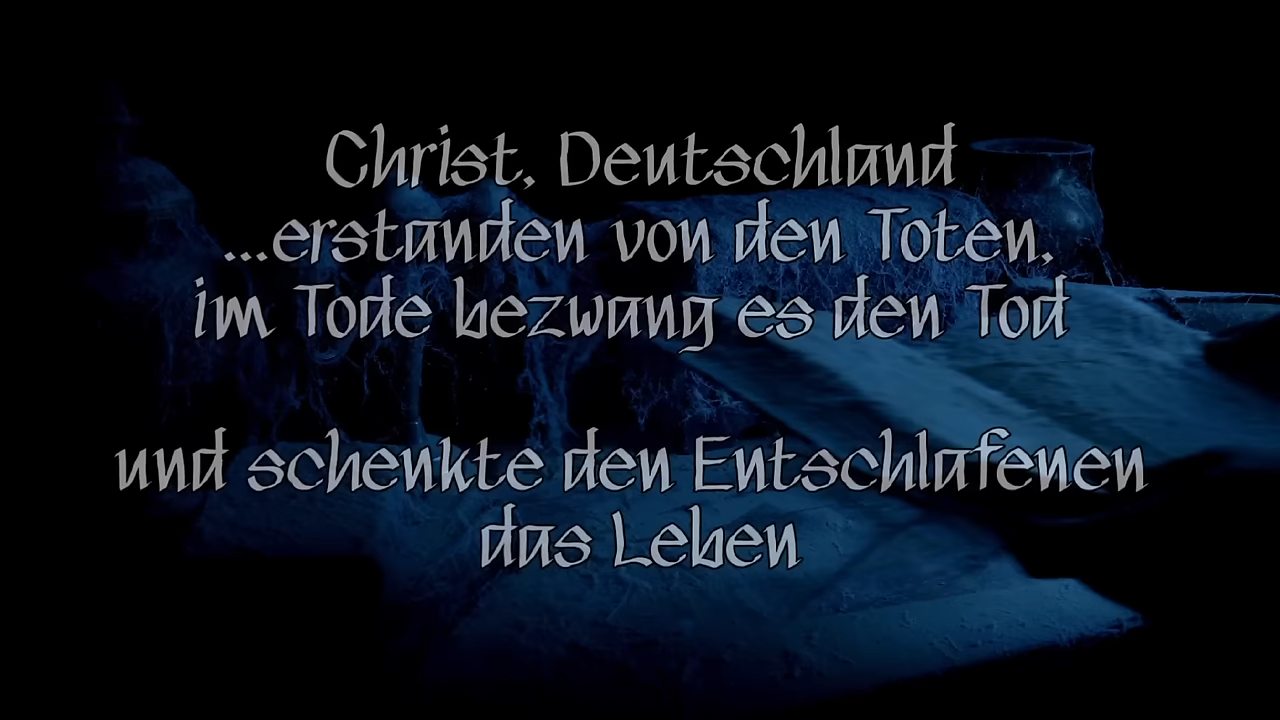 Christ, Deutschland
...erstanden von den Toten,
im Tode bezwang es den Tod
und schenkte den Entschlafenen
das Leben